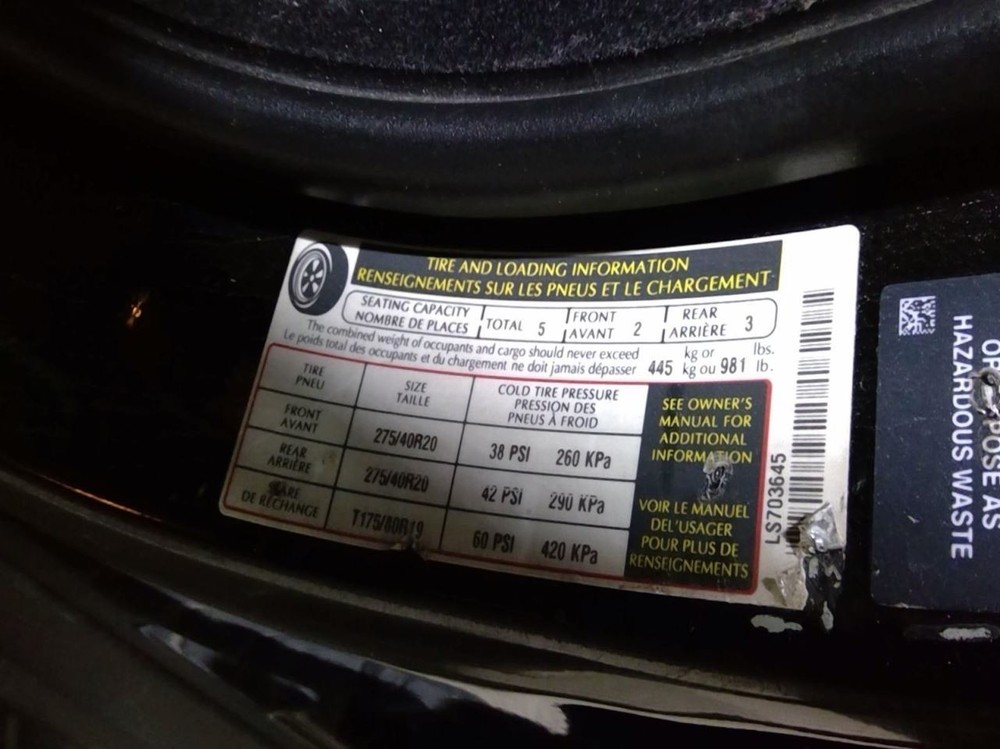 TIRE AND LOADING INFORMATION
RENSEIGNEMENTS SUR LES PNEUS ET LE CHARGEMENT
SEATING CAPACITY
NOMBRE DE PLACES
TOTAL 5
FRONT
AVANT 2
REAR
ARRIÈRE 3
The combined weight of occupants and cargo should never exceed 445 kg or 981 lbs.
Le poids total des occupants et du chargement ne doit jamais dépasser kg ou lb.
TIRE
PNEU
SIZE
TAILLE
COLD TIRE PRESSURE
PRESSION DES
PNEUS À FROID
FRONT
AVANT
275/40R20
38 PSI 260 KPa
REAR
ARRIÈRE
275/40R20
42 PSI 290 KPa
SPARE
DE RECHANGE
T175/80R19
60 PSI 420 KPa
SEE OWNER'S
MANUAL FOR
ADDITIONAL
INFORMATION
VOIR LE MANUEL
DEL'USAGER
POUR PLUS DE
RENSEIGNEMENTS
LS703645
HAZARDOUS WASTE